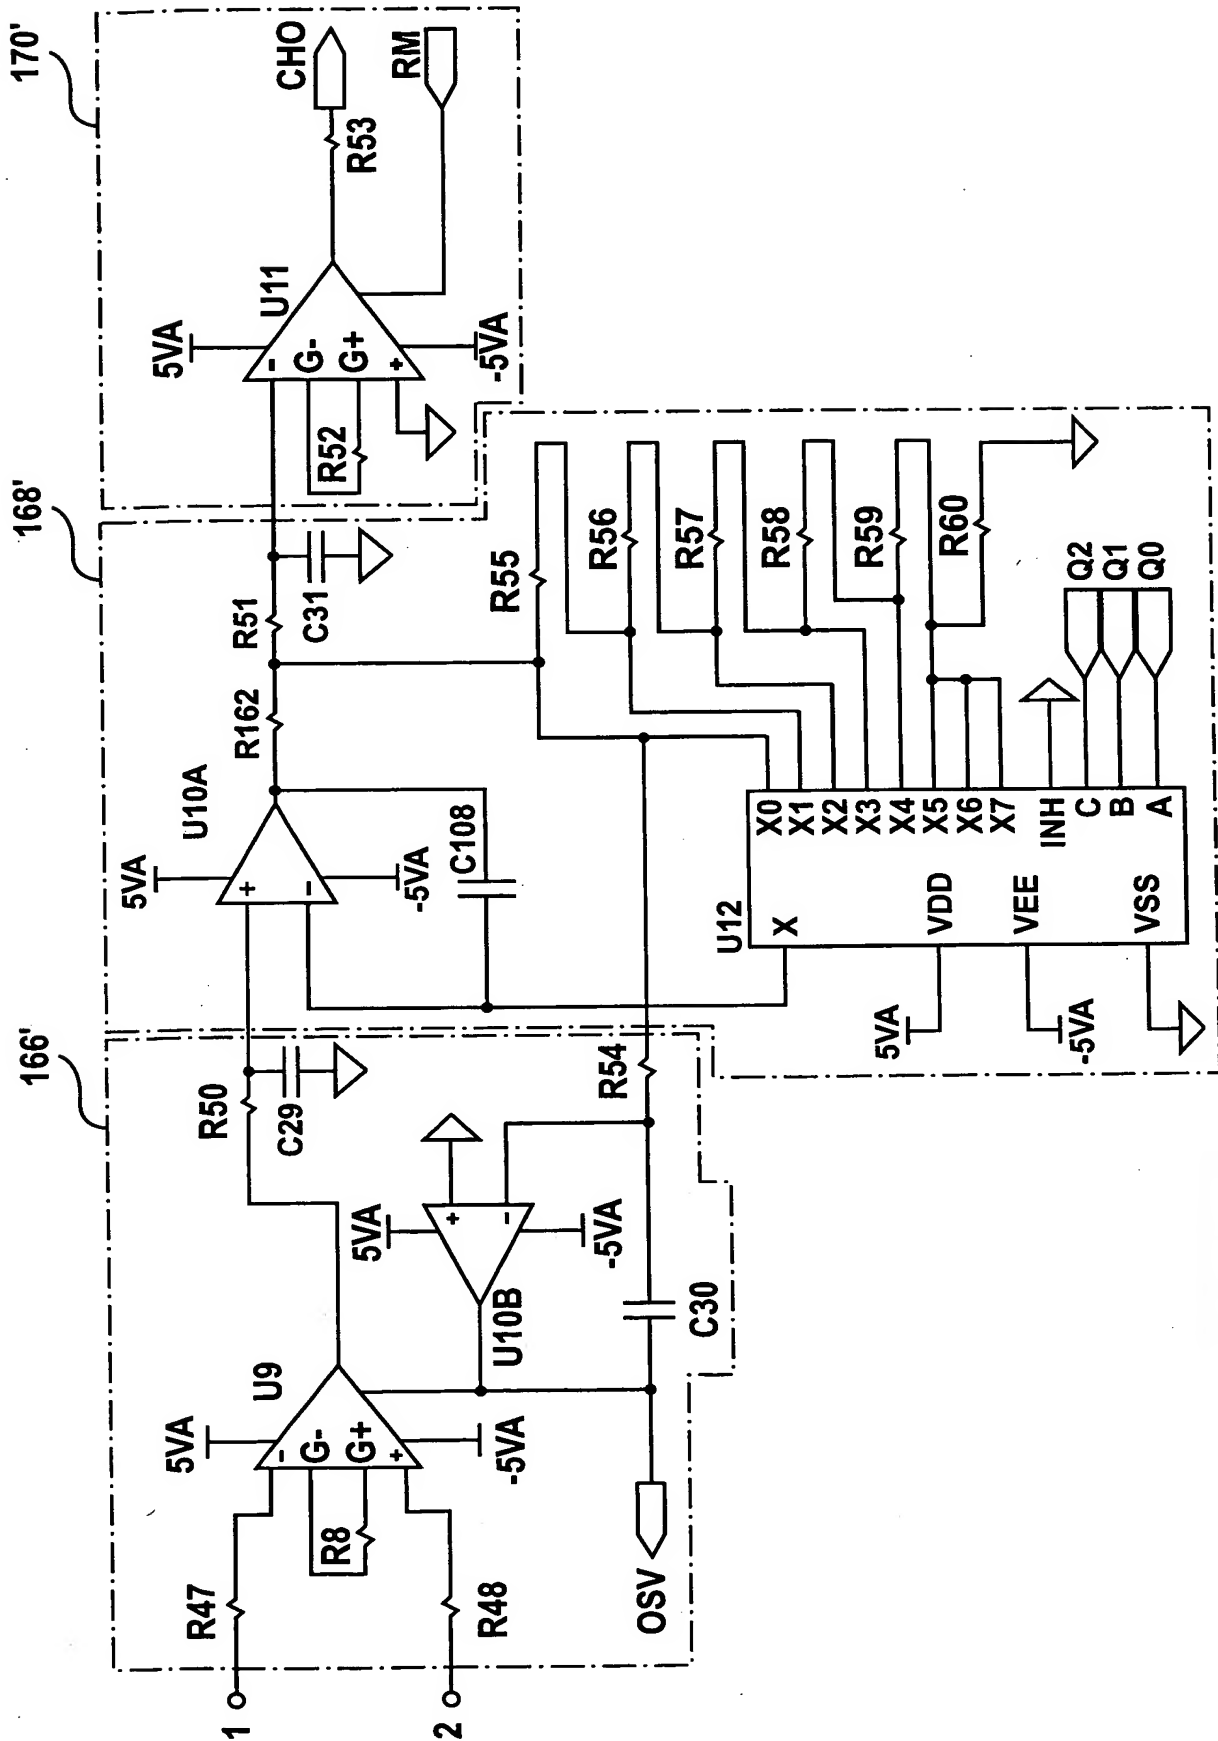 166'
168'
170'
1
2
R47
R48
5VA
-
G-
G+
+
-5VA
R8
U9
OSV
R50
C29
5VA
+
-
-5VA
U10B
C30
R54
5VA
U10A
+
-
-5VA
C108
R162
R51
C31
5VA
U11
-
G-
G+
+
-5VA
R52
R53
CHO
RM
R55
R56
R57
R58
R59
R60
Q2
Q1
Q0
U12
X
VDD
VEE
VSS
5VA
-5VA
X0
X1
X2
X3
X4
X5
X6
X7
INH
C
B
A